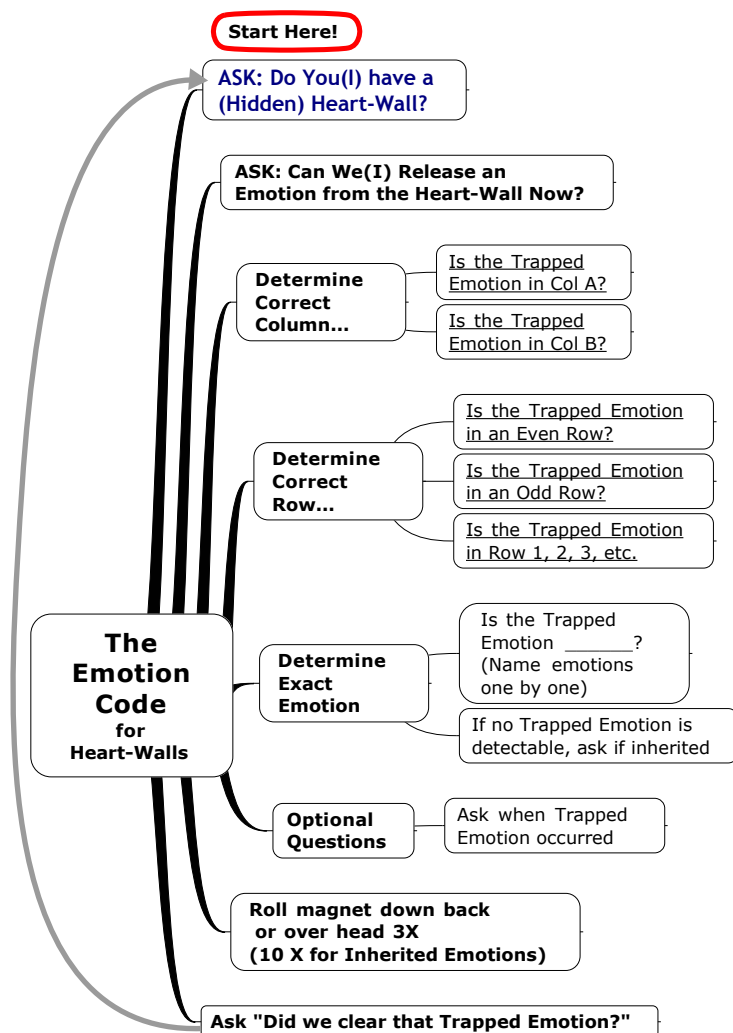 Start Here!
ASK: Do You(I) have a
(Hidden) Heart-Wall?
ASK: Can We(I) Release an
Emotion from the Heart-Wall Now?
Determine
Correct
Column...
Is the Trapped
Emotion in Col A?
Is the Trapped
Emotion in Col B?
Determine
Correct
Row...
Is the Trapped Emotion
in an Even Row?
Is the Trapped Emotion
in an Odd Row?
Is the Trapped Emotion
in Row 1, 2, 3, etc.
The
Emotion
Code
for
Heart-Walls
Determine
Exact
Emotion
Is the Trapped
Emotion ______?
(Name emotions
one by one)
If no Trapped Emotion is
detectable, ask if inherited
Optional
Questions
Ask when Trapped
Emotion occurred
Roll magnet down back
or over head 3X
(10 X for Inherited Emotions)
Ask "Did we clear that Trapped Emotion?"